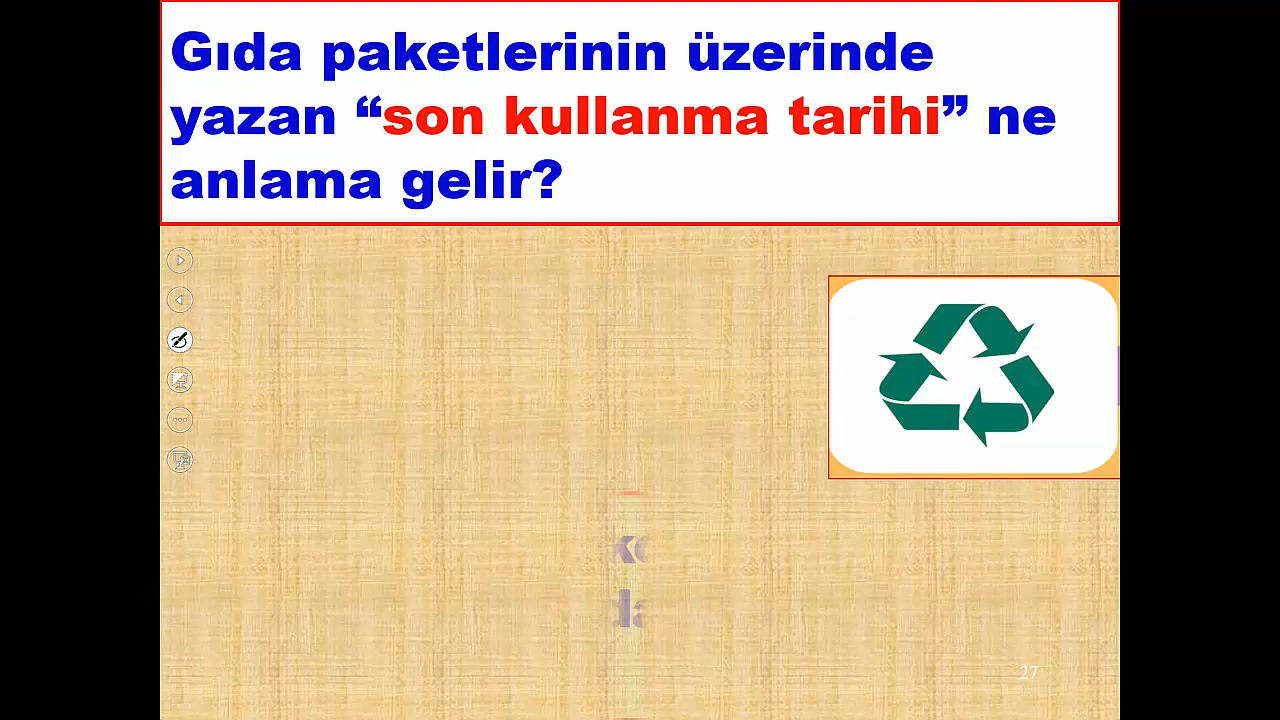 Gıda paketlerinin üzerinde
yazan “son kullanma tarihi” ne
anlama gelir?
27